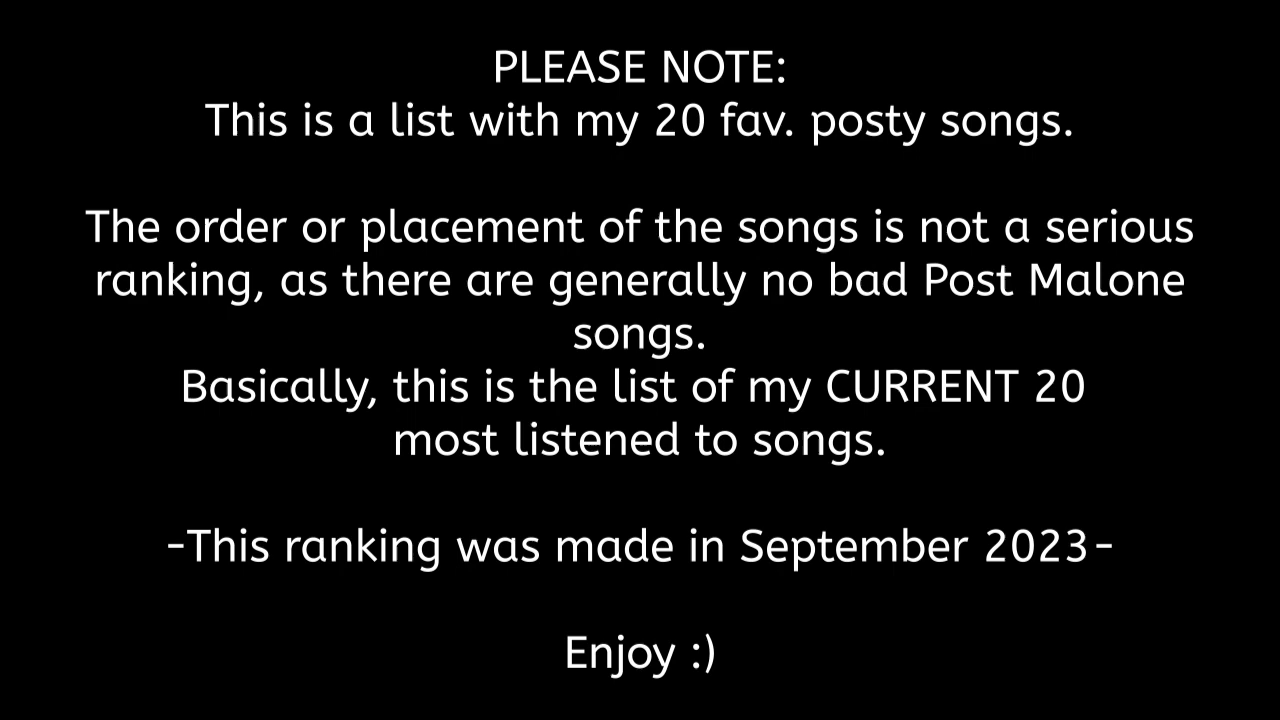 PLEASE NOTE:
This is a list with my 20 fav. posty songs.
The order or placement of the songs is not a serious
ranking, as there are generally no bad Post Malone
songs.
Basically, this is the list of my CURRENT 20
most listened to songs.
-This ranking was made in September 2023-
Enjoy :)